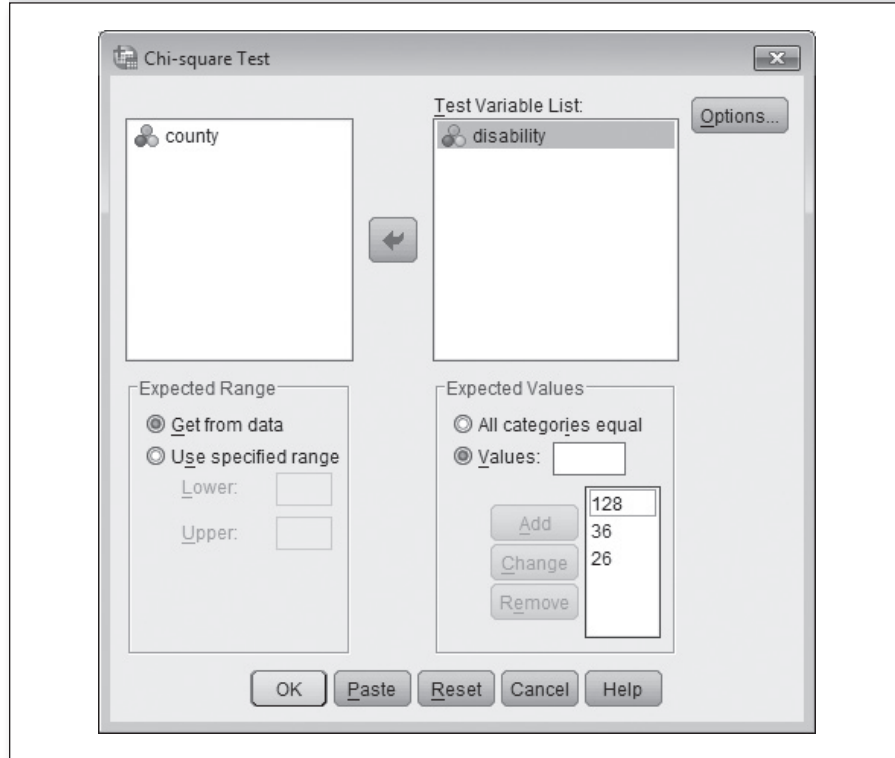 Chi-square Test
Test Variable List:
Options...
county
disability
Expected Range
Get from data
Use specified range
Lower:
Upper:
Expected Values
All categories equal
Values:
Add
Change
Remove
128
36
26
OK
Paste
Reset
Cancel
Help